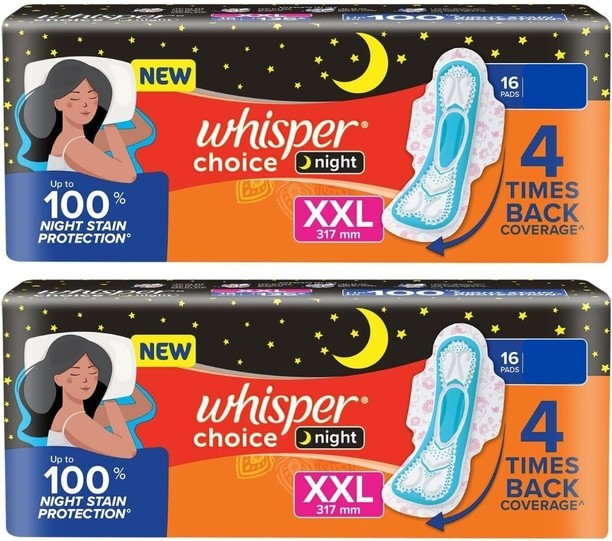 NEW
whisper®
choice night
XXL
317 mm
Up to
100%
NIGHT STAIN
PROTECTION°
16
PADS
4
TIMES
BACK
COVERAGE^
NEW
whisper®
choice night
XXL
317 mm
Up to
100%
NIGHT STAIN
PROTECTION°
16
PADS
4
TIMES
BACK
COVERAGE^